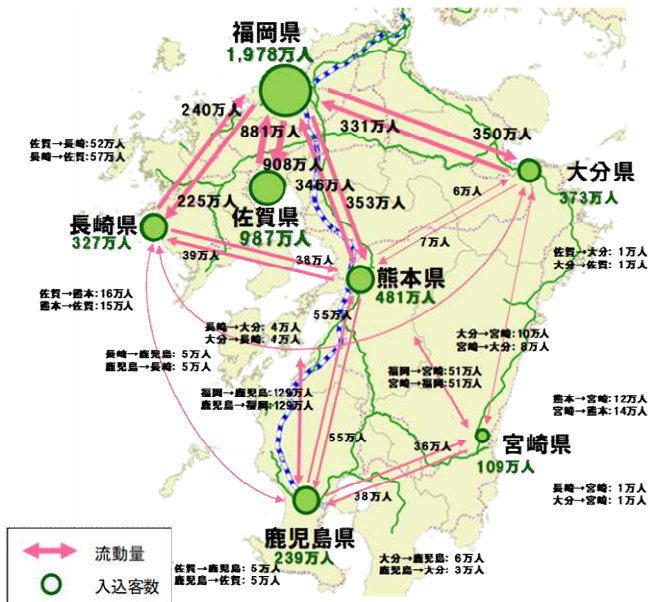 福岡県
1,978万人
240万人
881万人
331万人
350万人
佐賀→長崎:52万人
長崎→佐賀:57万人
908万人
346万人
大分県
373万人
6万人
225万人
353万人
長崎県
327万人
佐賀県
987万人
7万人
39万人
38万人
熊本県
481万人
佐賀→大分: 1万人
大分→佐賀: 1万人
佐賀→熊本:16万人
熊本→佐賀:15万人
55万人
長崎→大分: 4万人
大分→長崎: 4万人
大分→宮崎:10万人
宮崎→大分: 8万人
長崎→鹿児島: 5万人
鹿児島→長崎: 5万人
福岡→宮崎:51万人
宮崎→福岡:51万人
福岡→鹿児島:129万人
鹿児島→福岡:129万人
熊本→宮崎:12万人
宮崎→熊本:14万人
55万人
36万人
宮崎県
109万人
38万人
長崎→宮崎: 1万人
大分→宮崎: 1万人
鹿児島県
239万人
佐賀→鹿児島: 5万人
鹿児島→佐賀: 5万人
大分→鹿児島: 6万人
鹿児島→大分: 3万人
流動量
入込客数